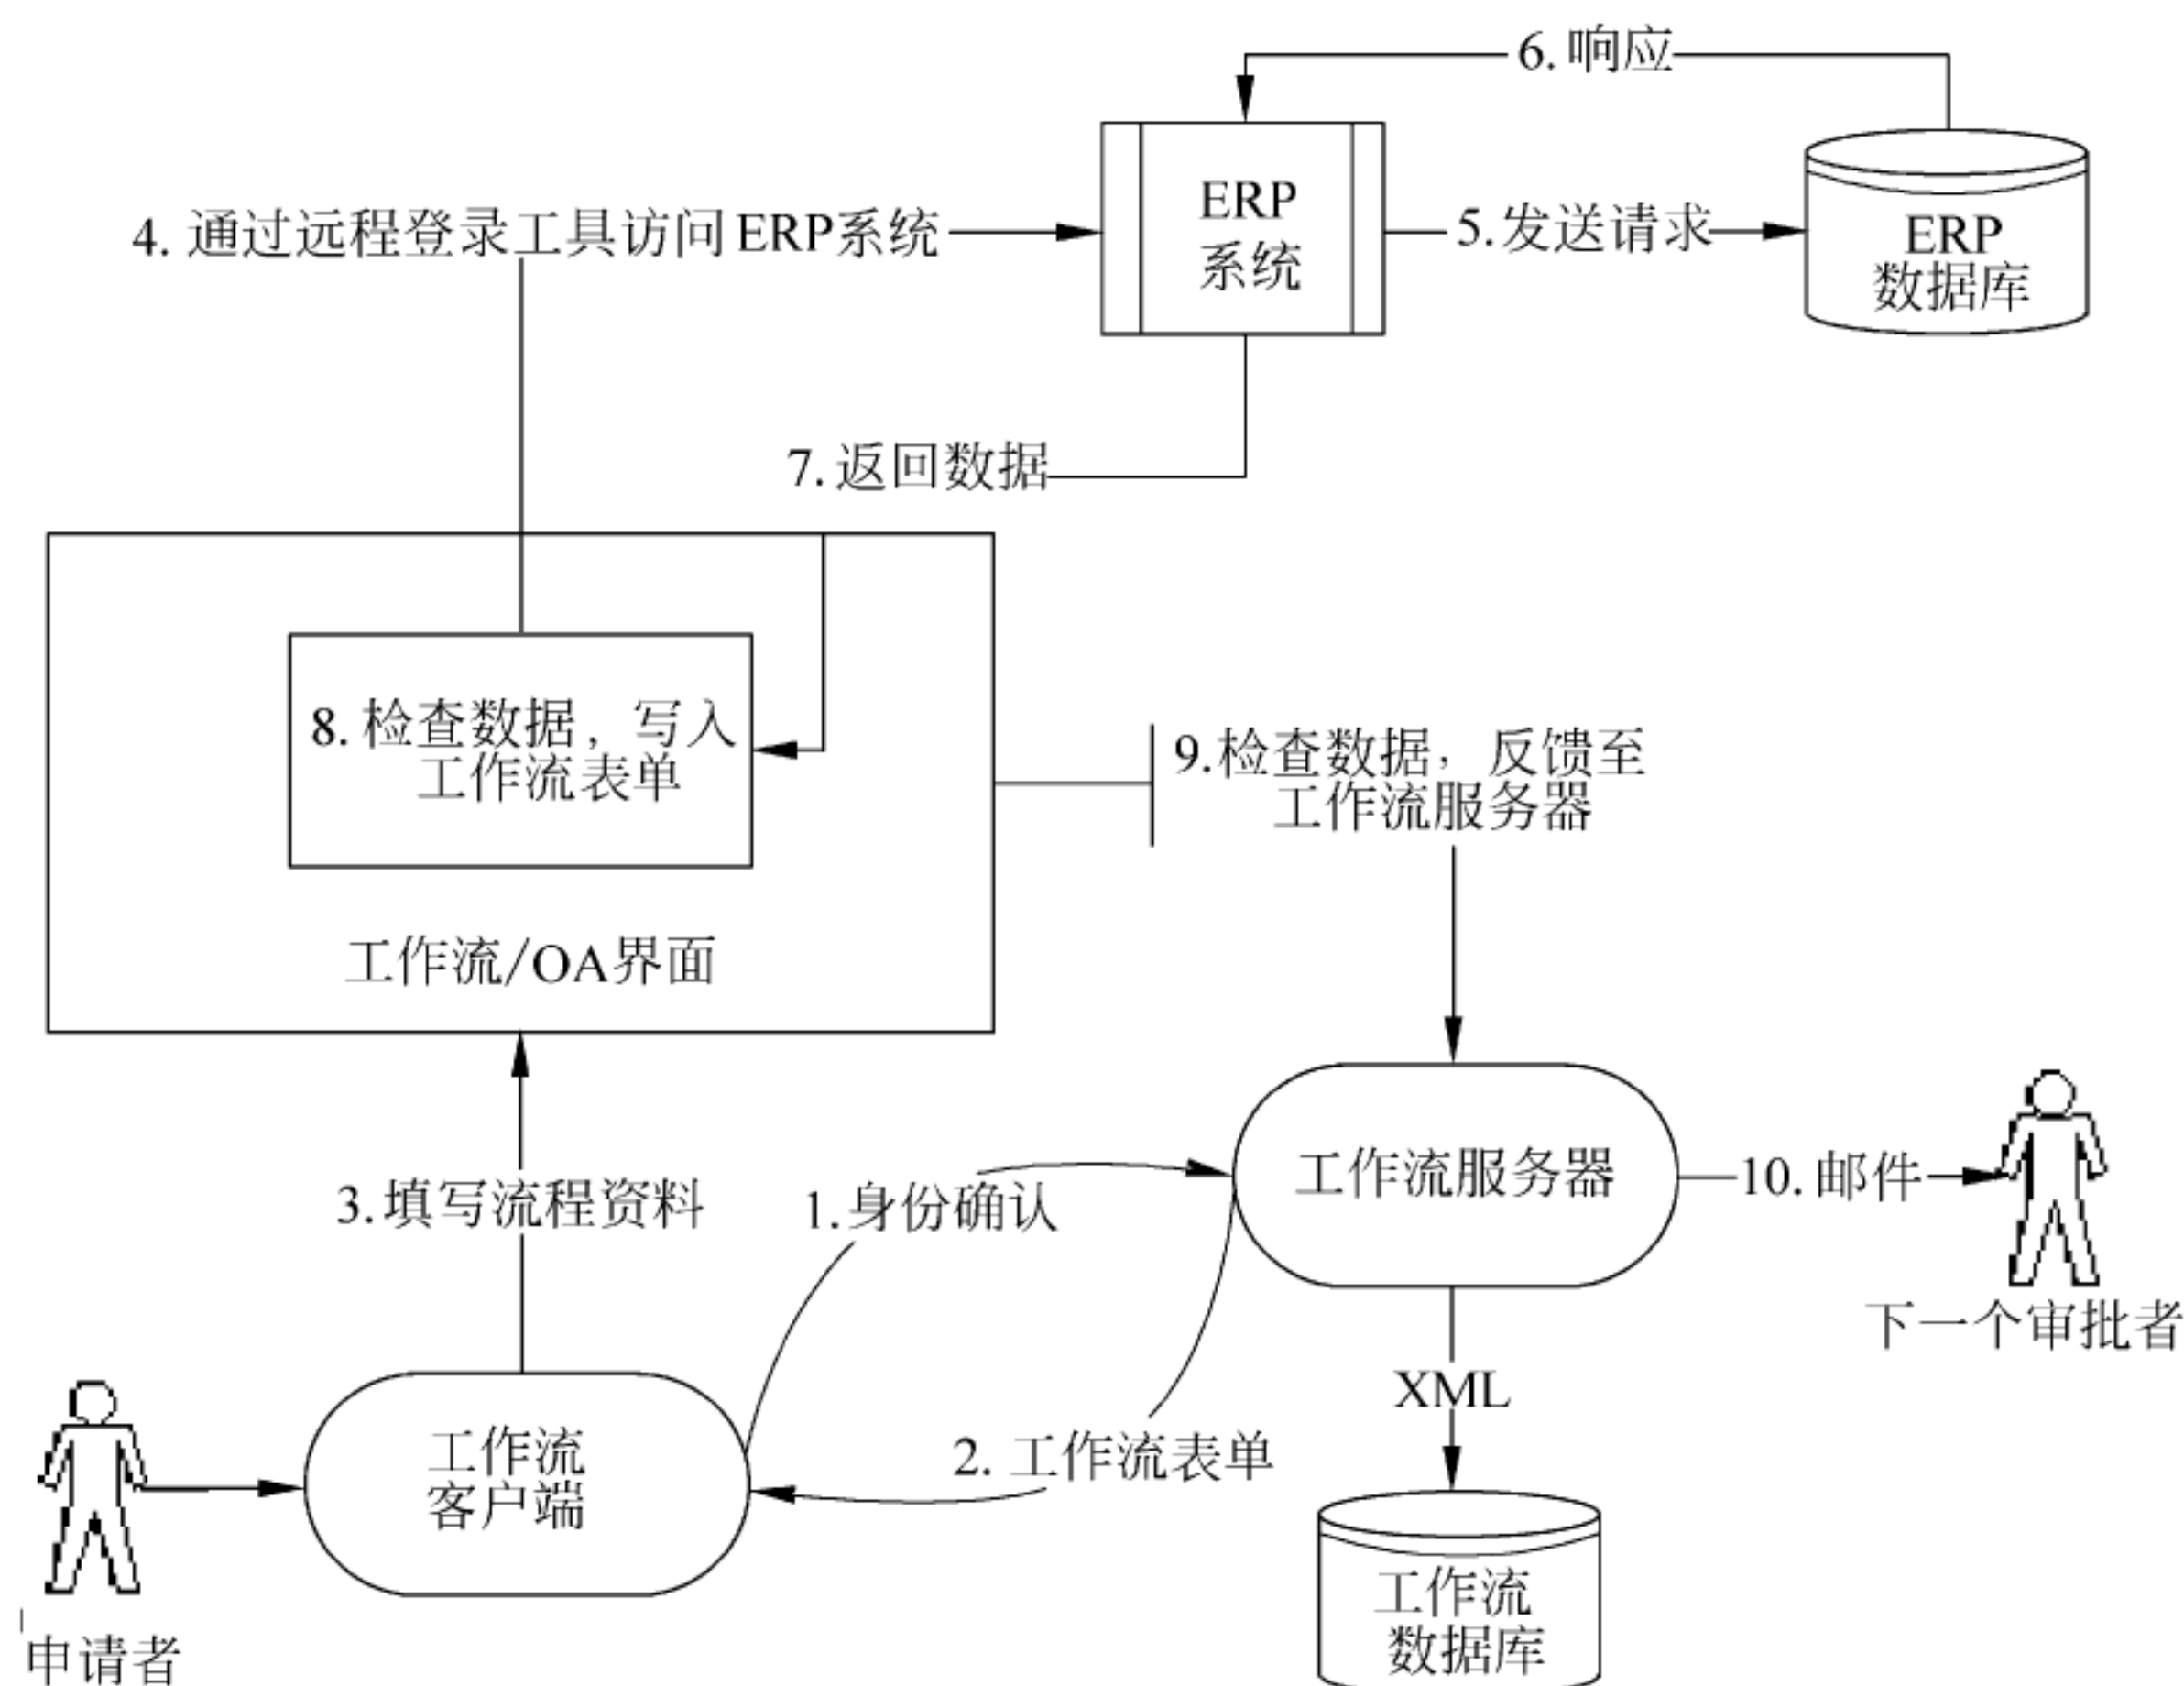 6. 响应
4. 通过远程登录工具访问 ERP系统
ERP
系统
5. 发送请求
ERP
数据库
7. 返回数据
8. 检查数据，写入
工作流表单
9. 检查数据，反馈至
工作流服务器
工作流/OA界面
3. 填写流程资料
1. 身份确认
工作流服务器
10. 邮件
下一个审批者
XML
工作流
客户端
2. 工作流表单
申请者
工作流
数据库